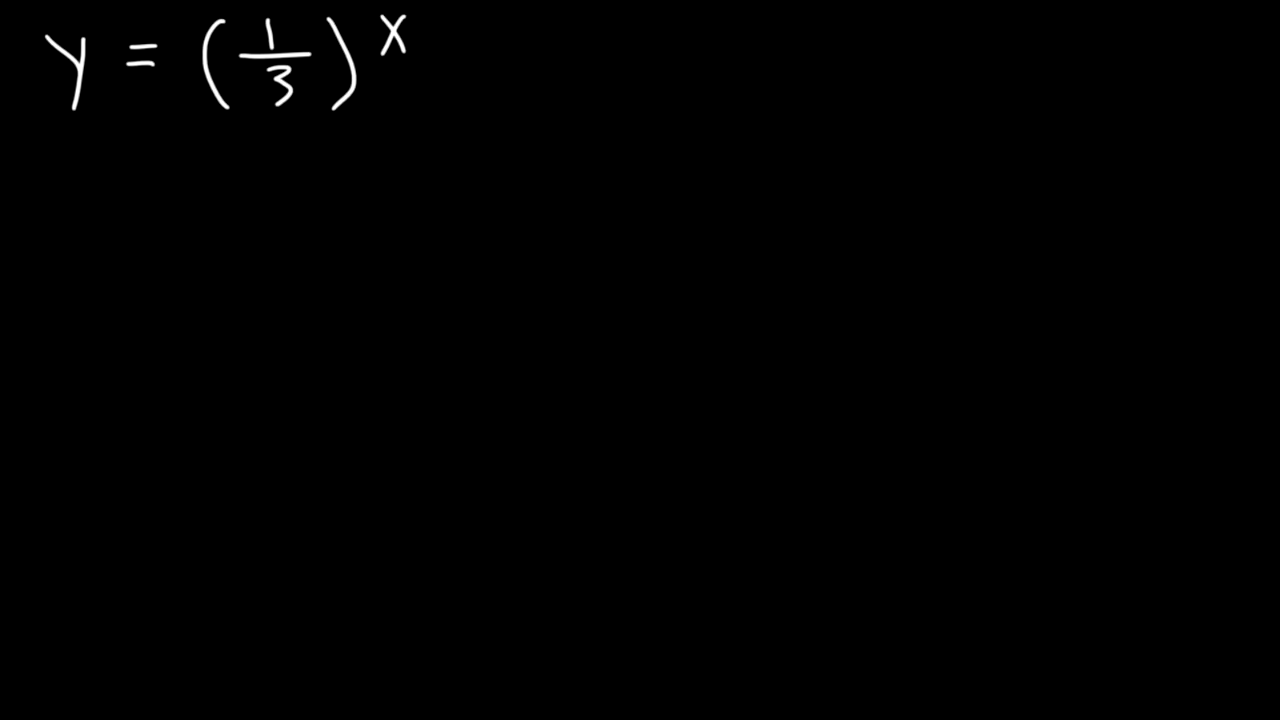 y = (1/3)^x